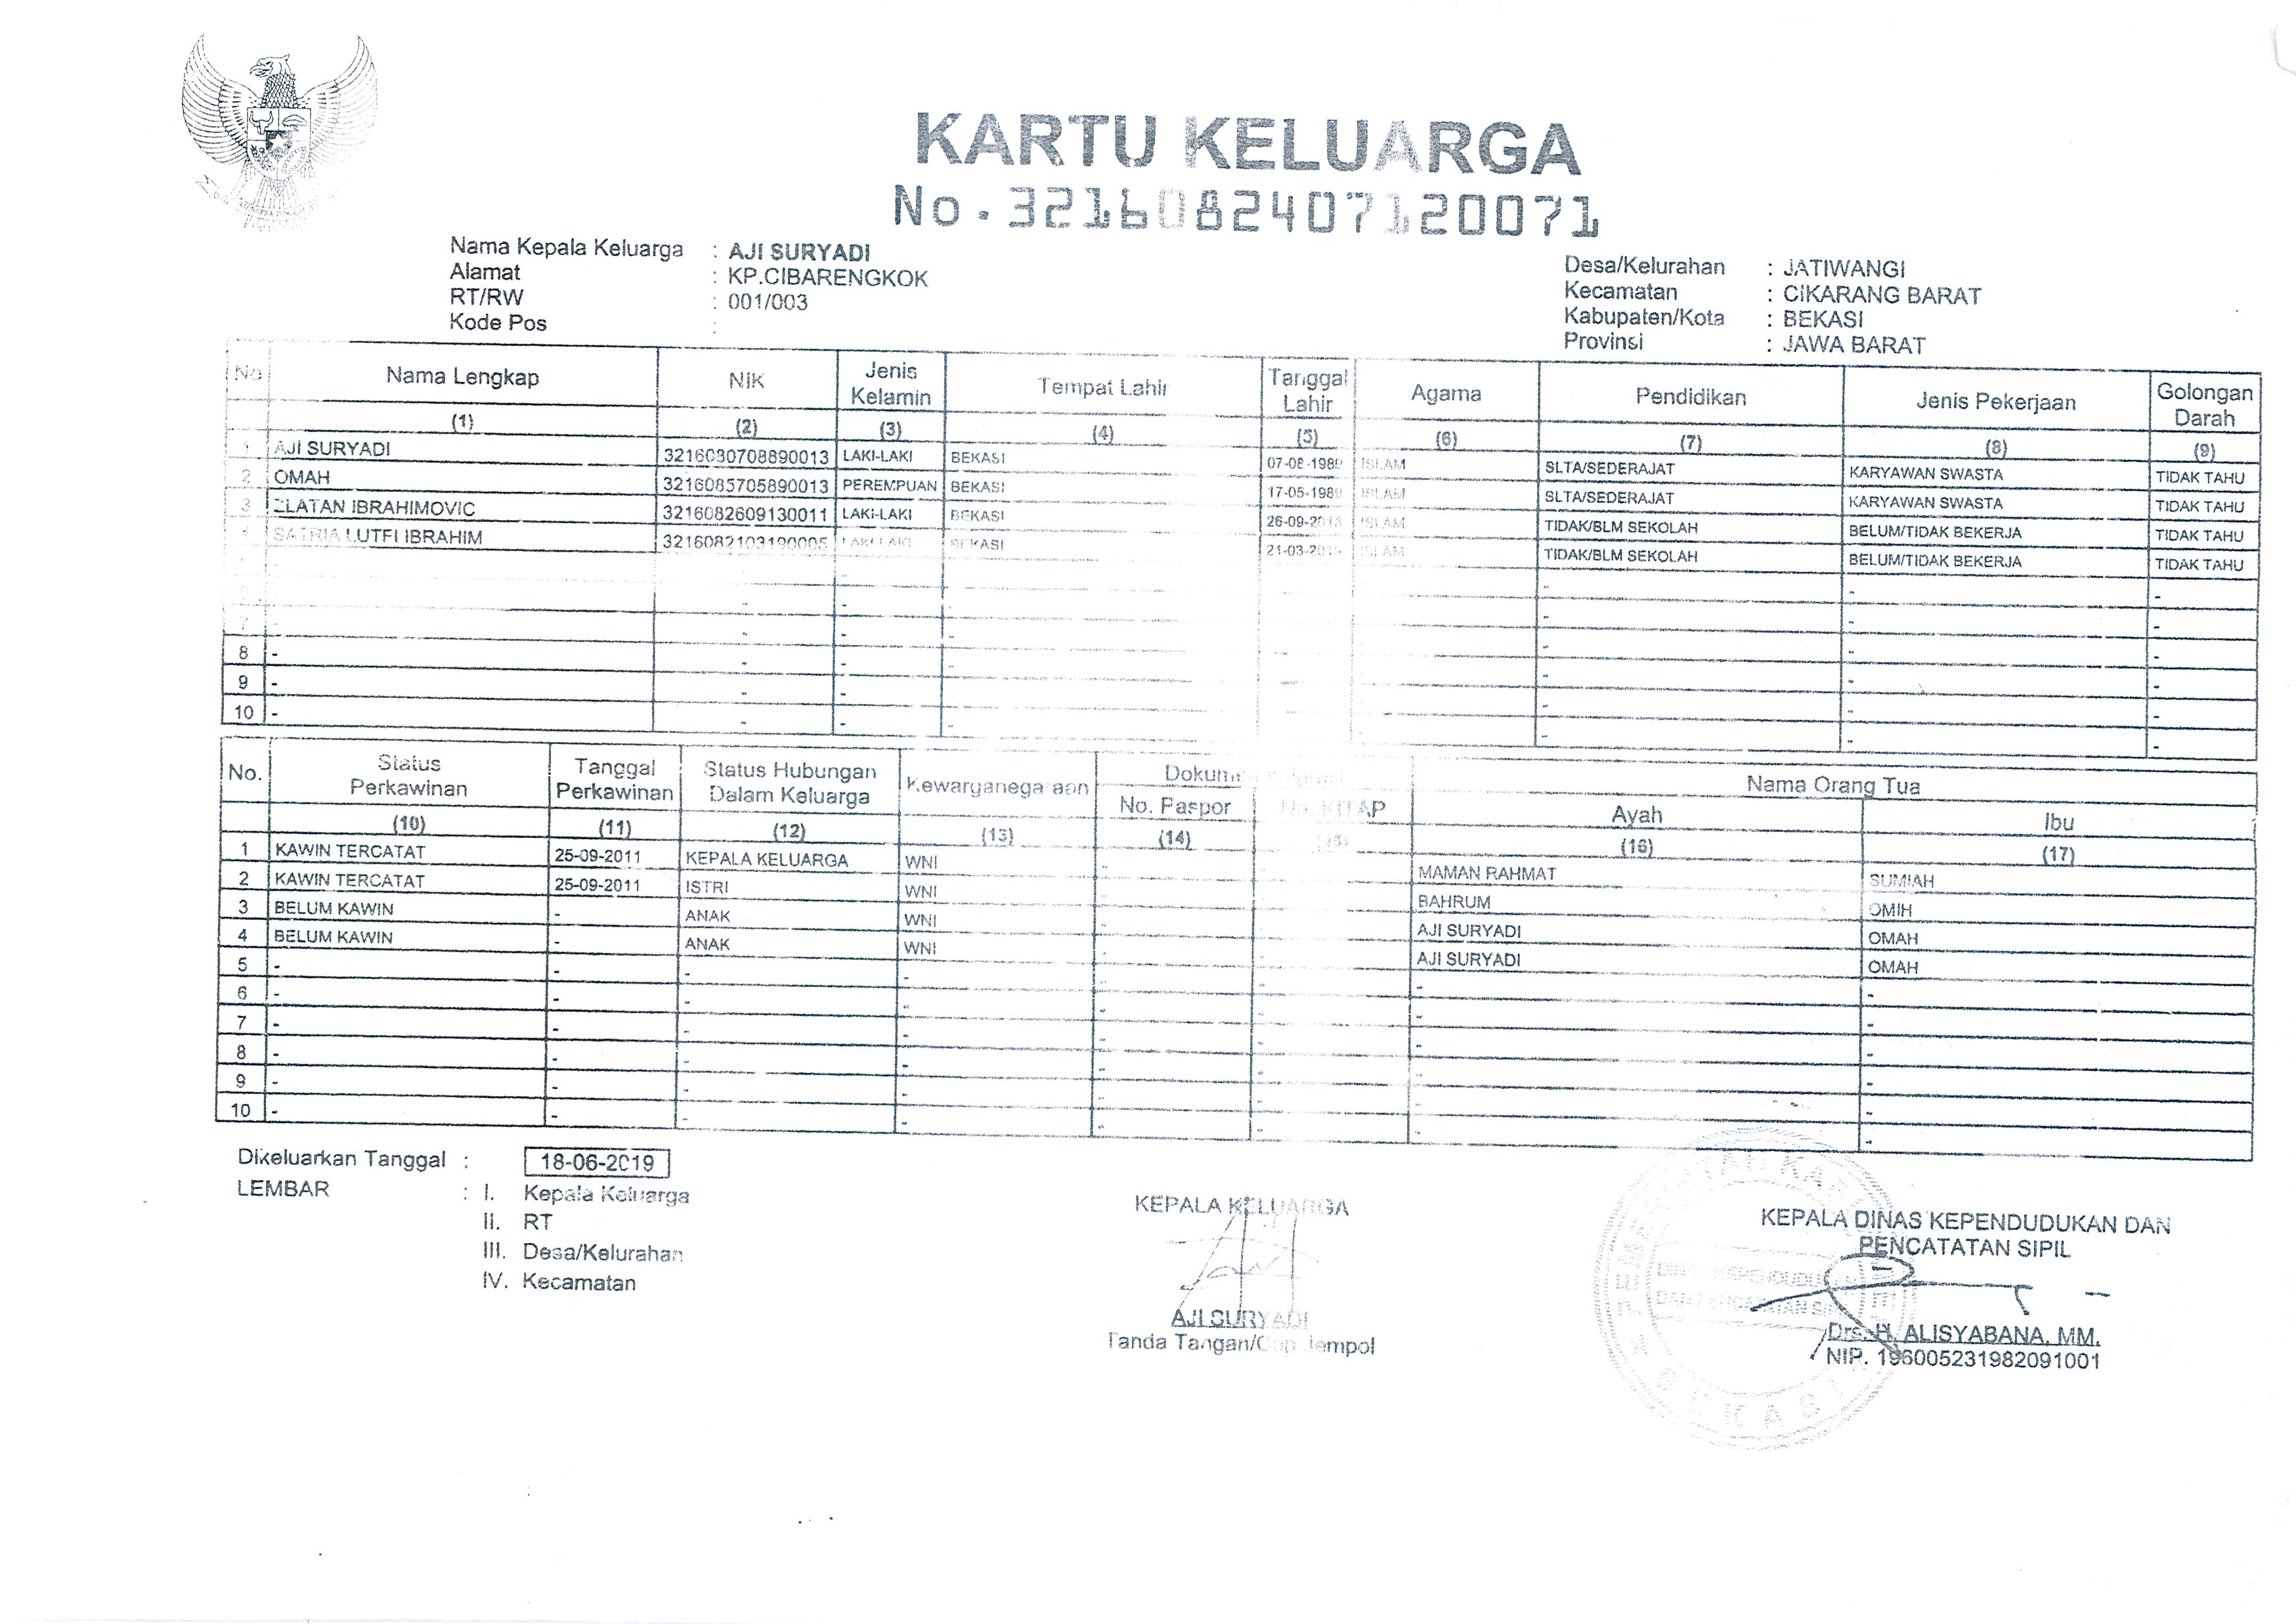 KARTU KELUARGA
No. 3216082407120071
Nama Kepala Keluarga : AJI SURYADI
Alamat : KP.CIBARENGKOK
RT/RW : 001/003
Kode Pos :
Desa/Kelurahan : JATIWANGI
Kecamatan : CIKARANG BARAT
Kabupaten/Kota : BEKASI
Provinsi : JAWA BARAT
No Nama Lengkap NIK Jenis Kelamin Tempat Lahir Tanggal Lahir Agama Pendidikan Jenis Pekerjaan Golongan Darah
(1) (2) (3) (4) (5) (6) (7) (8) (9)
1 AJI SURYADI 3216080708890013 LAKI-LAKI BEKASI 07-08-1989 ISLAM SLTA/SEDERAJAT KARYAWAN SWASTA TIDAK TAHU
2 OMAH 3216085705890013 PEREMPUAN BEKASI 17-05-1989 ISLAM SLTA/SEDERAJAT KARYAWAN SWASTA TIDAK TAHU
3 ZLATAN IBRAHIMOVIC 3216082609130011 LAKI-LAKI BEKASI 26-09-2013 ISLAM TIDAK/BLM SEKOLAH BELUM/TIDAK BEKERJA TIDAK TAHU
SATRIA LUTFI IBRAHIM 3216082103190005 LAKI-LAKI BEKASI 21-03-2019 ISLAM TIDAK/BLM SEKOLAH BELUM/TIDAK BEKERJA TIDAK TAHU
- - - - -
- - - - - -
7 - - - - - - -
8 - - - - - - - -
9 - - - - - - - -
10 - - - - - - - -
No. Status Perkawinan Tanggal Perkawinan Status Hubungan Dalam Keluarga Kewarganegaraan Nama Orang Tua
No. Paspor No. KITAP Ayah Ibu
(10) (11) (12) (13) (14) (15) (16) (17)
1 KAWIN TERCATAT 25-09-2011 KEPALA KELUARGA WNI - MAMAN RAHMAT SUMIAH
2 KAWIN TERCATAT 25-09-2011 ISTRI WNI - BAHRUM OMIH
3 BELUM KAWIN - ANAK WNI - AJI SURYADI OMAH
4 BELUM KAWIN - ANAK WNI - - AJI SURYADI OMAH
5 - - - - - - - -
6 - - - - - - - -
7 - - - - - - - -
8 - - - - - - - -
9 - - - - - - - -
10 - - - - - - - -
Dikeluarkan Tanggal : 18-06-2019
LEMBAR : I. Kepala Keluarga
II. RT
III. Desa/Kelurahan
IV. Kecamatan
KEPALA KELUARGA
AJI SURYADI
Tanda Tangan/Cap Jempol
KEPALA DINAS KEPENDUDUKAN DAN
PENCATATAN SIPIL
Drs. H. ALISYABANA, MM.
NIP. 196005231982091001